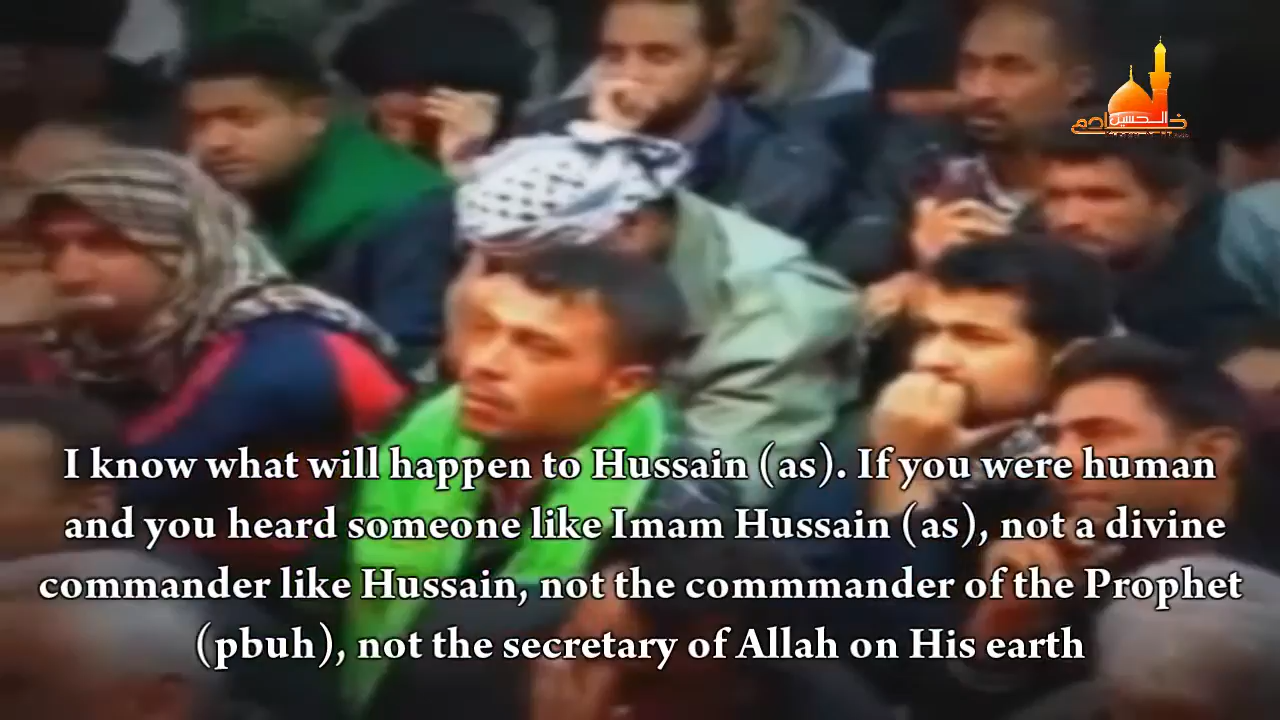 خادم الحسين
I know what will happen to Hussain (as). If you were human
and you heard someone like Imam Hussain (as), not a divine
commander like Hussain, not the commmander of the Prophet
(pbuh), not the secretary of Allah on His earth